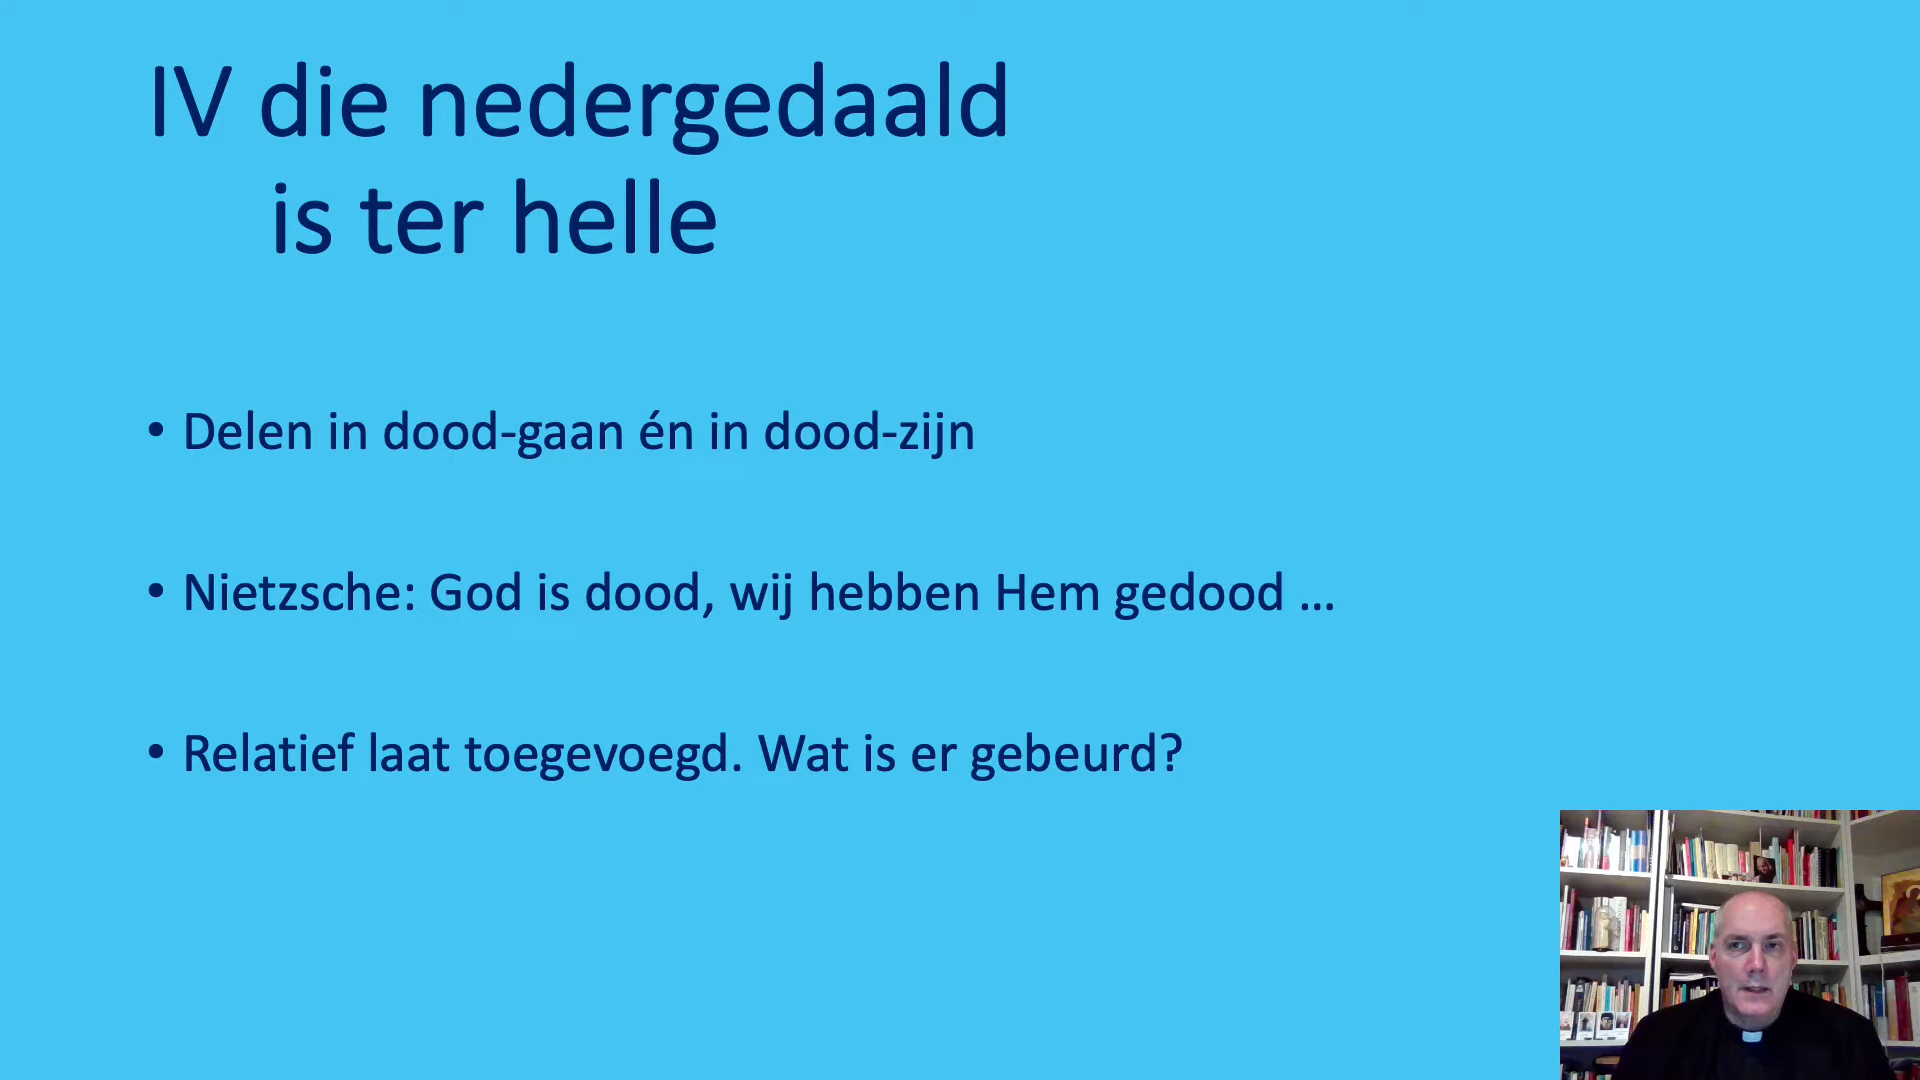 IV die nedergedaald
is ter helle
• Delen in dood-gaan én in dood-zijn
• Nietzsche: God is dood, wij hebben Hem gedood ...
• Relatief laat toegevoegd. Wat is er gebeurd?